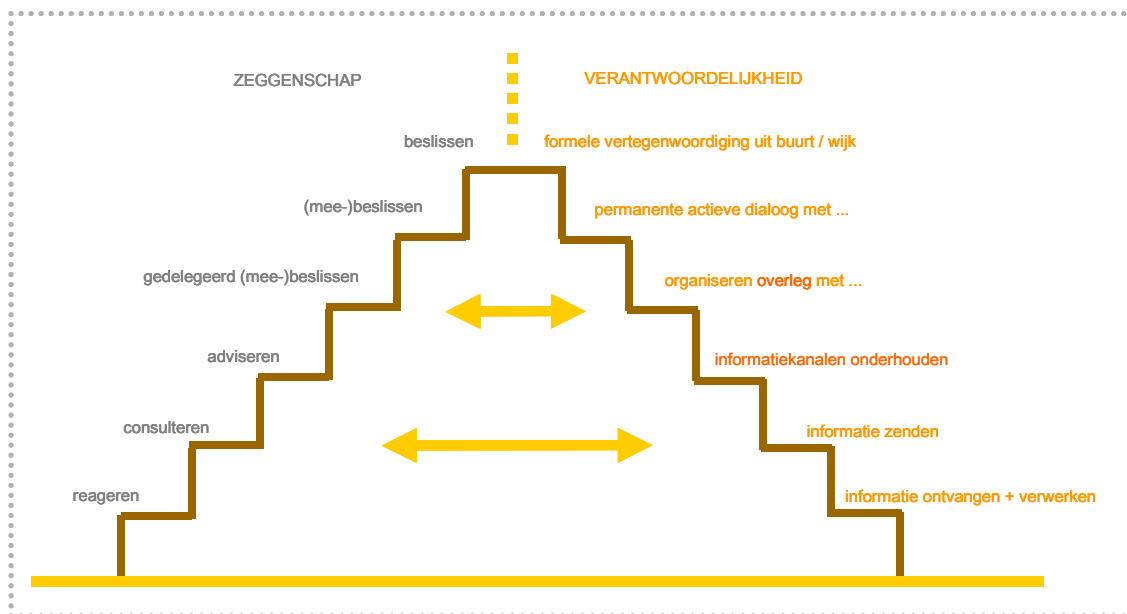 ZEGGENSCHAP VERANTWOORDELIJKHEID
beslissen formele vertegenwoordiging uit buurt / wijk
(mee-)beslissen permanente actieve dialoog met ...
gedelegeerd (mee-)beslissen organiseren overleg met ...
adviseren informatiekanalen onderhouden
consulteren informatie zenden
reageren informatie ontvangen + verwerken